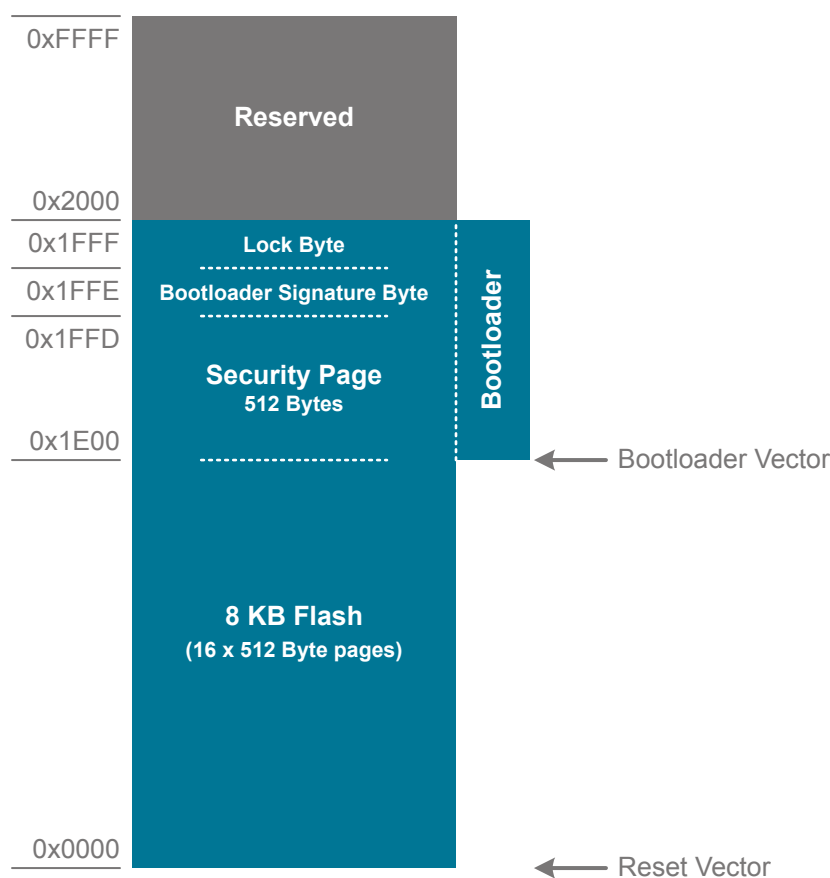 0xFFFF
Reserved
0x2000
0x1FFF
Lock Byte
0x1FFE
Bootloader Signature Byte
0x1FFD
Security Page
512 Bytes
Bootloader
0x1E00
Bootloader Vector
8 KB Flash
(16 x 512 Byte pages)
0x0000
Reset Vector